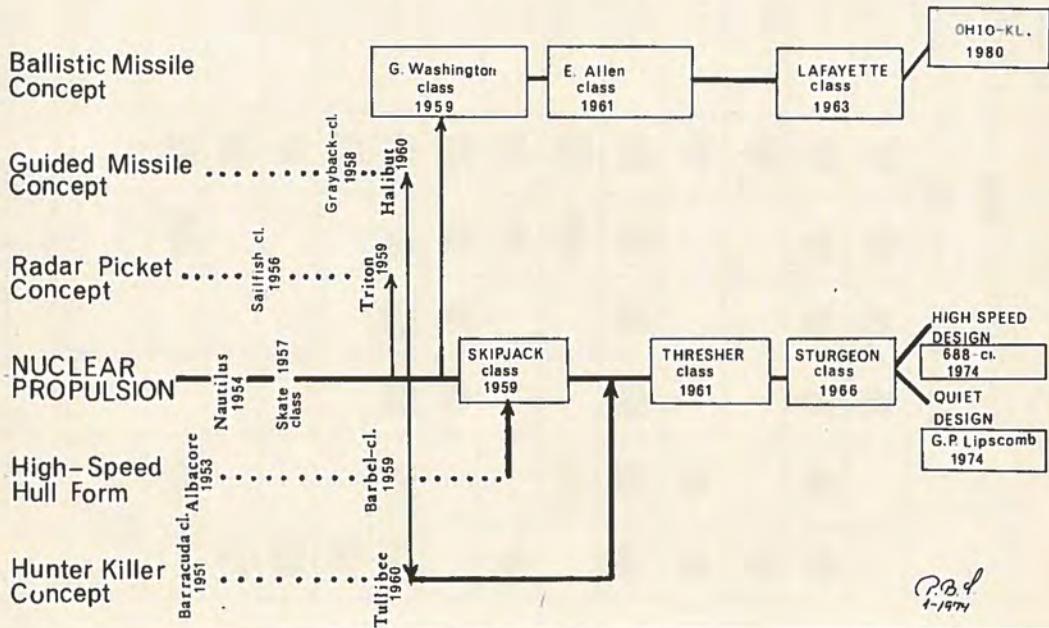 Ballistic Missile
Concept
G. Washington
class
1959
E. Allen
class
1961
LAFAYETTE
class
1963
OHIO-KL.
1980
Guided Missile
Concept
Grayback-cl.
1958
Halibut
1960
Radar Picket
Concept
Sailfish cl.
1956
Triton
1959
NUCLEAR
PROPULSION
Nautilus
1954
Skate 1957
class
SKIPJACK
class
1959
THRESHER
class
1961
STURGEON
class
1966
HIGH SPEED
DESIGN
688-cl.
1974
QUIET
DESIGN
G.P. Lipscomb
1974
High-Speed
Hull Form
Albacore
1953
Barbel-cl.
1959
Hunter Killer
Concept
Barracuda cl.
1951
Tullibee
1960
1-1974